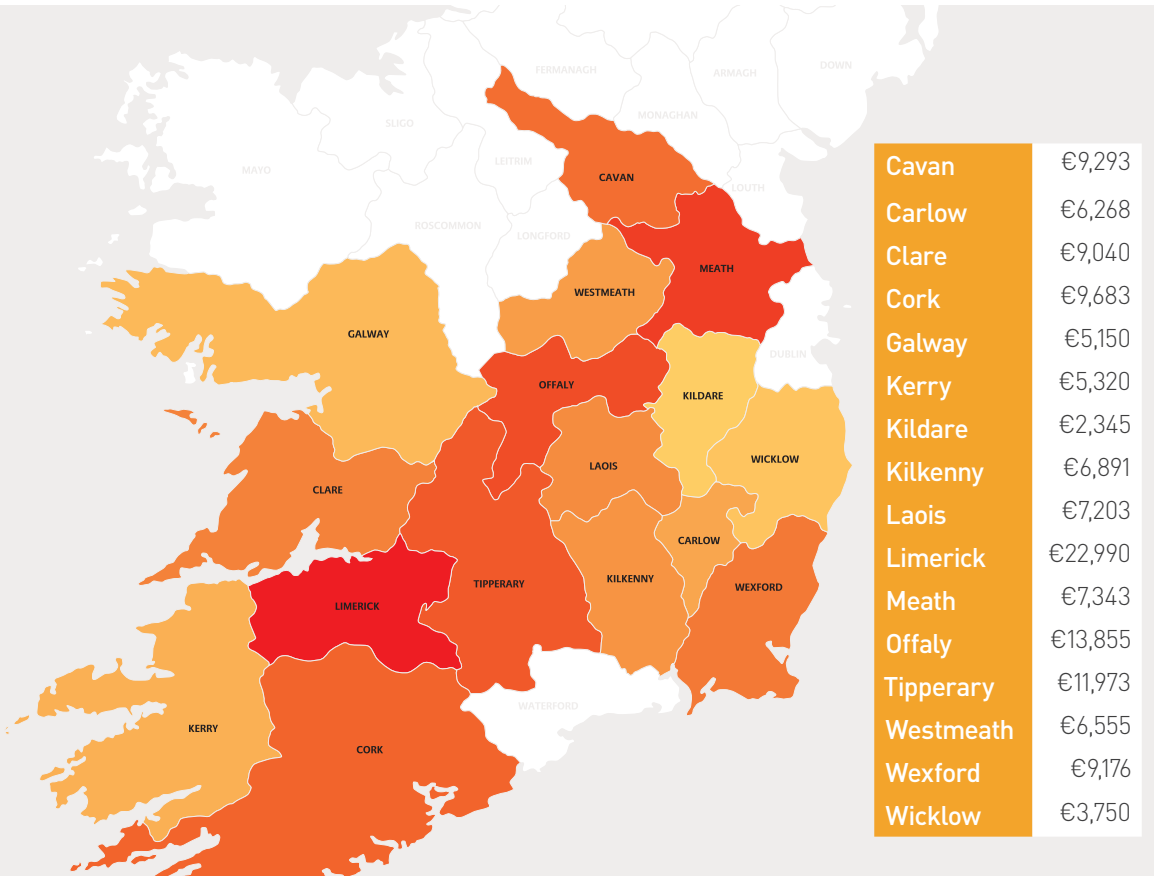 FERMANAGH
ARMAGH
DOWN
MONAGHAN
SLIGO
LEITRIM
MAYO
CAVAN
LOUTH
ROSCOMMON
LONGFORD
MEATH
WESTMEATH
GALWAY
DUBLIN
OFFALY
KILDARE
WICKLOW
LAOIS
CLARE
CARLOW
KILKENNY
TIPPERARY
WEXFORD
LIMERICK
WATERFORD
KERRY
CORK
Cavan €9,293
Carlow €6,268
Clare €9,040
Cork €9,683
Galway €5,150
Kerry €5,320
Kildare €2,345
Kilkenny €6,891
Laois €7,203
Limerick €22,990
Meath €7,343
Offaly €13,855
Tipperary €11,973
Westmeath €6,555
Wexford €9,176
Wicklow €3,750